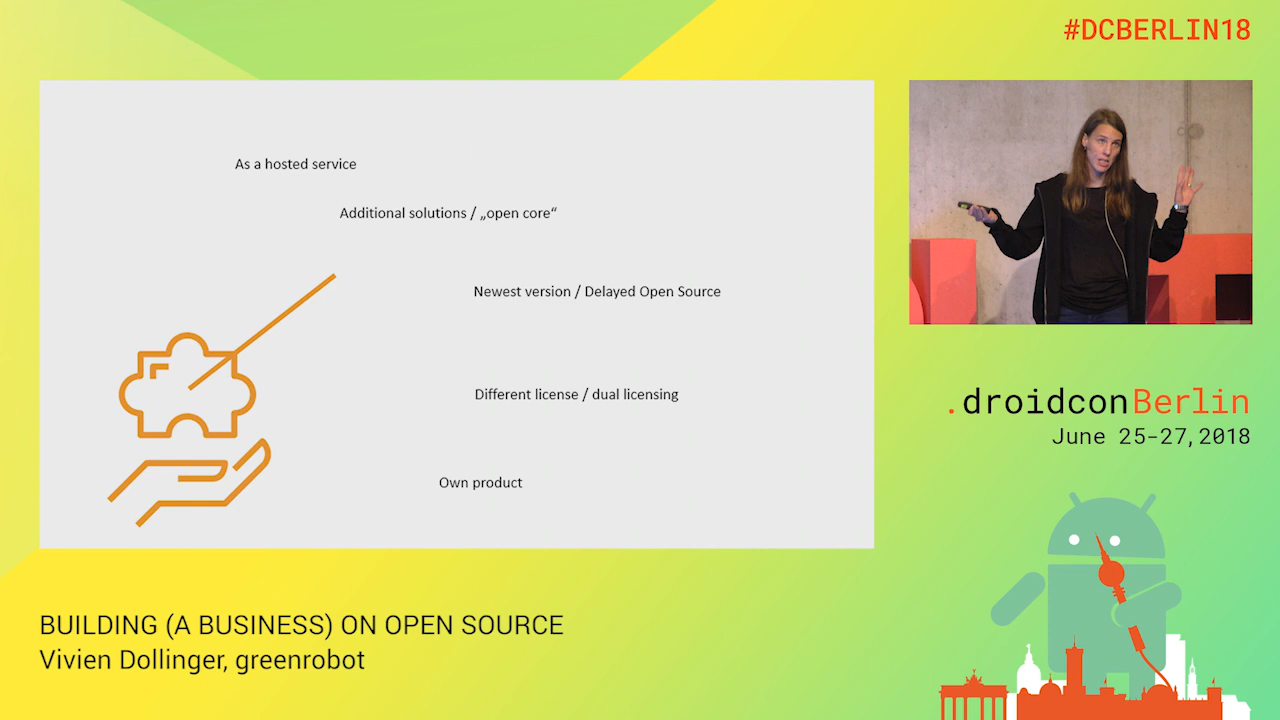 #DCBERLIN18
As a hosted service
Additional solutions / „open core“
Newest version / Delayed Open Source
Different license / dual licensing
Own product
.droidconBerlin
June 25-27, 2018
BUILDING (A BUSINESS) ON OPEN SOURCE
Vivien Dollinger, greenrobot